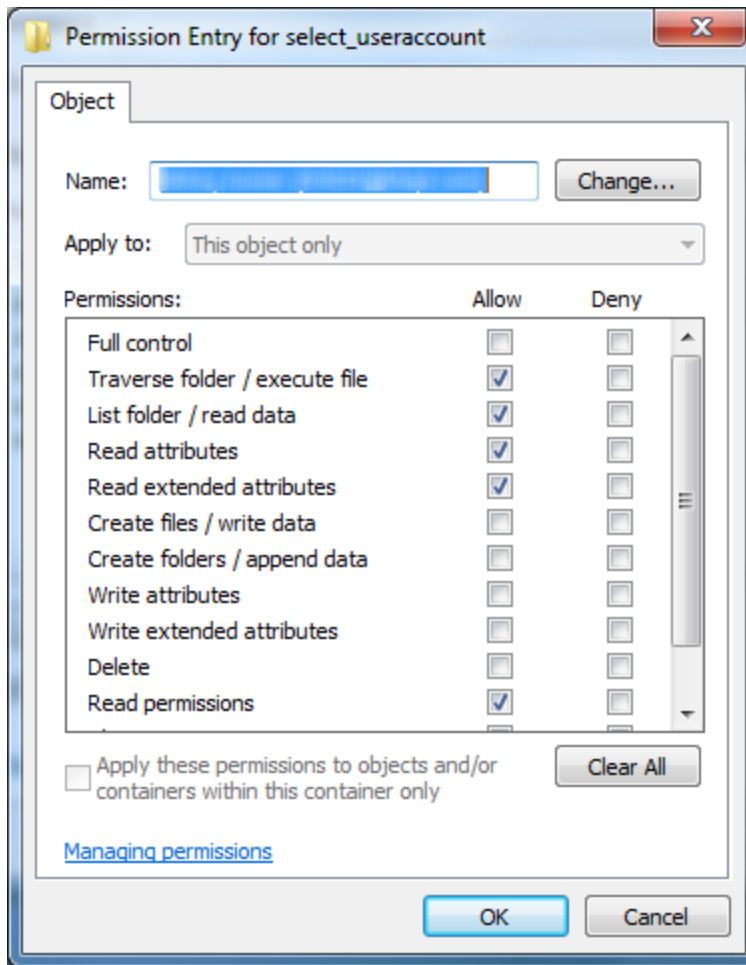 Permission Entry for select_useraccount
Object
Name:
Change...
Apply to: This object only
Permissions: Allow Deny
Full control
Traverse folder / execute file
List folder / read data
Read attributes
Read extended attributes
Create files / write data
Create folders / append data
Write attributes
Write extended attributes
Delete
Read permissions
Apply these permissions to objects and/or
containers within this container only
Clear All
Managing permissions
OK Cancel